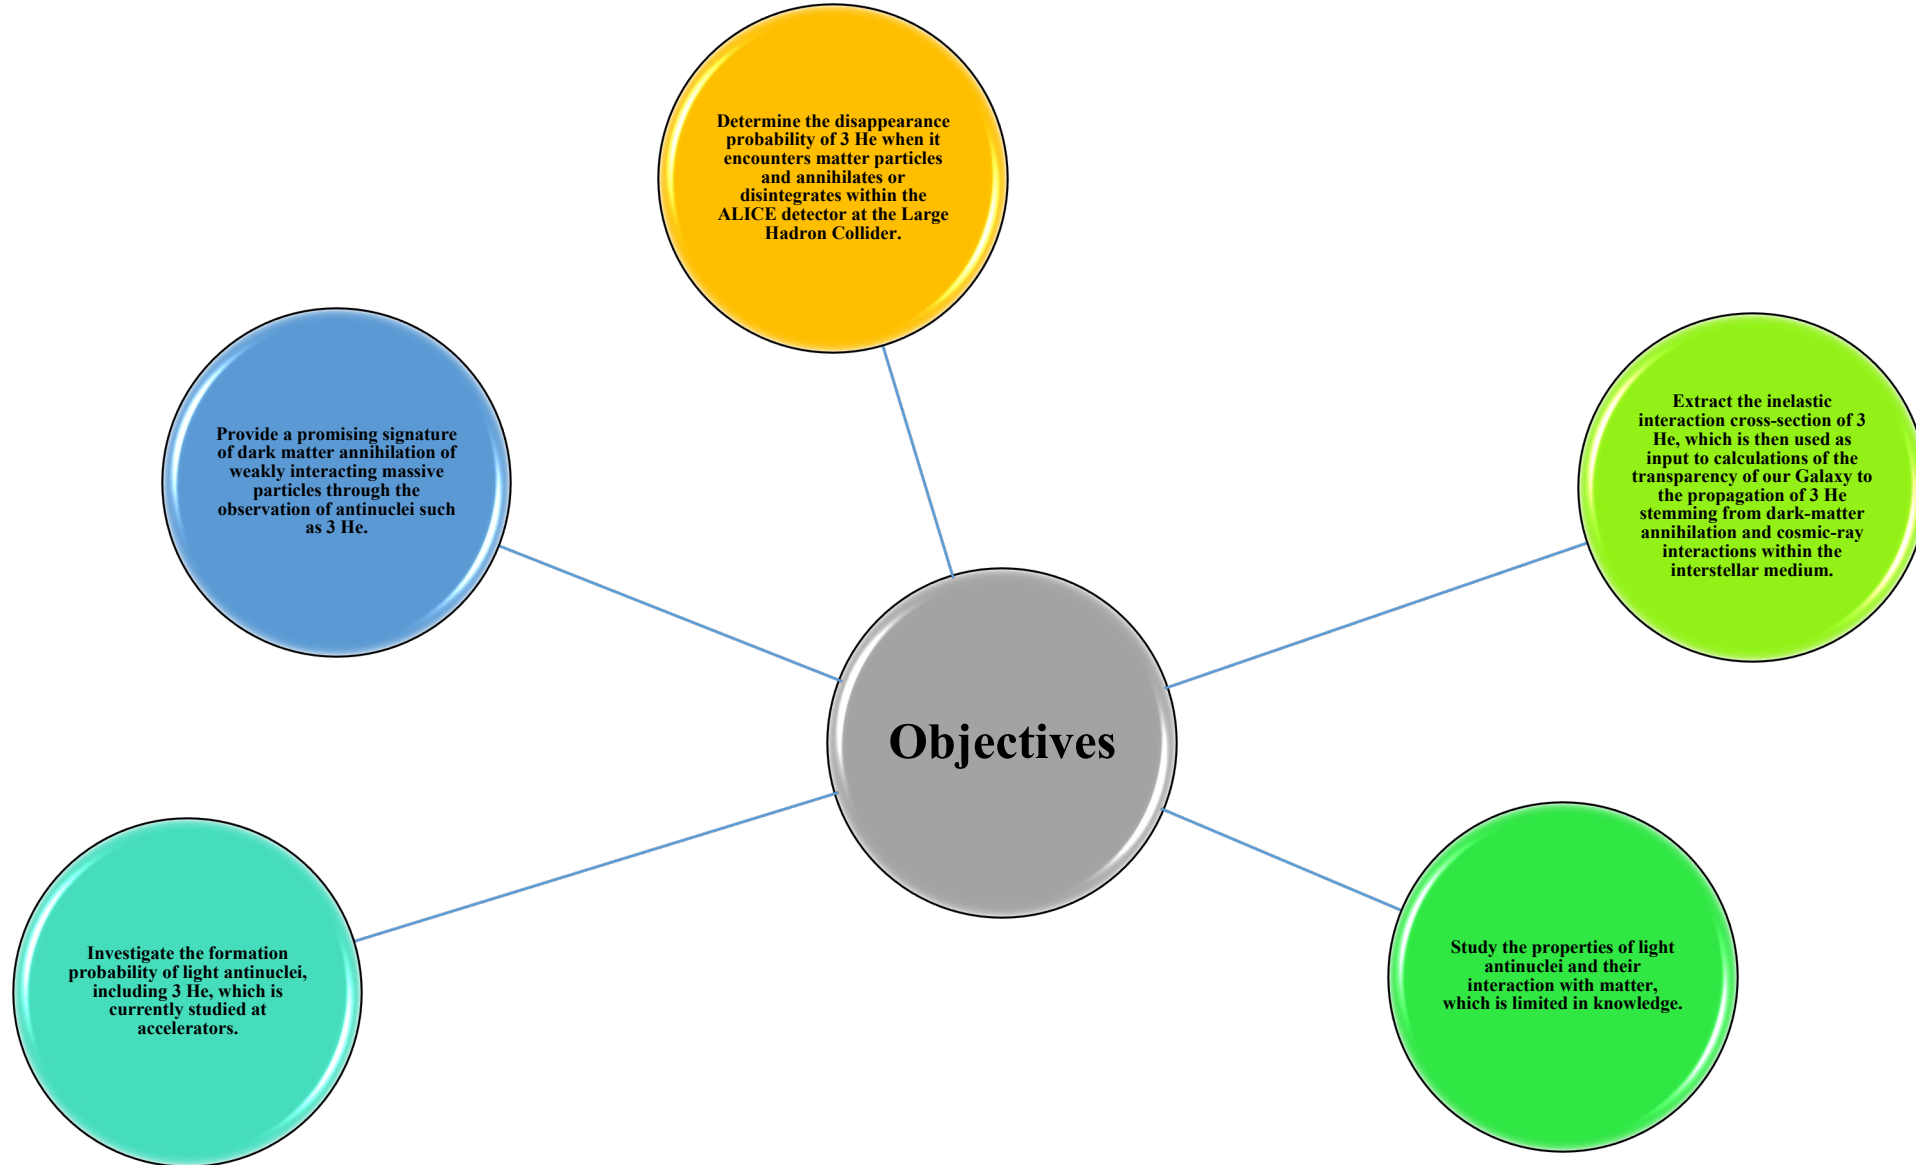 Determine the disappearance
probability of 3 He when it
encounters matter particles
and annihilates or
disintegrates within the
ALICE detector at the Large
Hadron Collider.
Provide a promising signature
of dark matter annihilation of
weakly interacting massive
particles through the
observation of antinuclei such
as 3 He.
Extract the inelastic
interaction cross-section of 3
He, which is then used as
input to calculations of the
transparency of our Galaxy to
the propagation of 3 He
stemming from dark-matter
annihilation and cosmic-ray
interactions within the
interstellar medium.
Objectives
Investigate the formation
probability of light antinuclei,
including 3 He, which is
currently studied at
accelerators.
Study the properties of light
antinuclei and their
interaction with matter,
which is limited in knowledge.